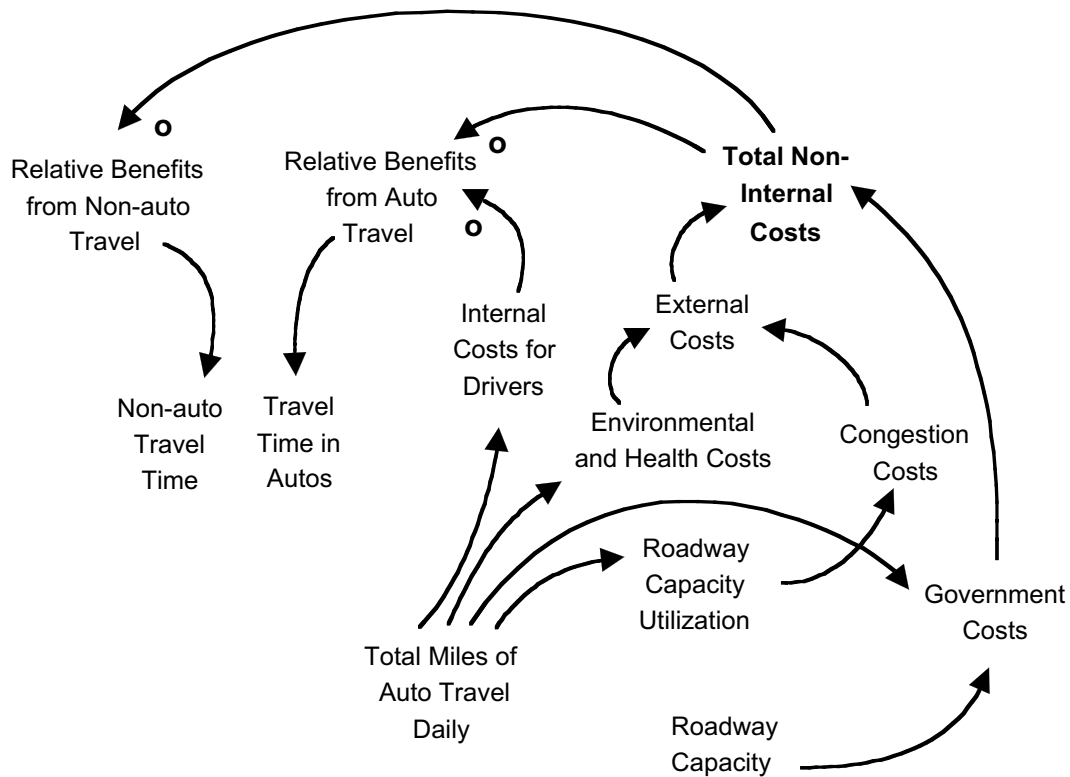 o
Relative Benefits
from Non-auto
Travel
Relative Benefits
from Auto
Travel
o
o
Total Non-
Internal
Costs
Internal
Costs for
Drivers
External
Costs
Non-auto
Travel
Time
Travel
Time in
Autos
Environmental
and Health Costs
Congestion
Costs
Roadway
Capacity
Utilization
Government
Costs
Total Miles of
Auto Travel
Daily
Roadway
Capacity